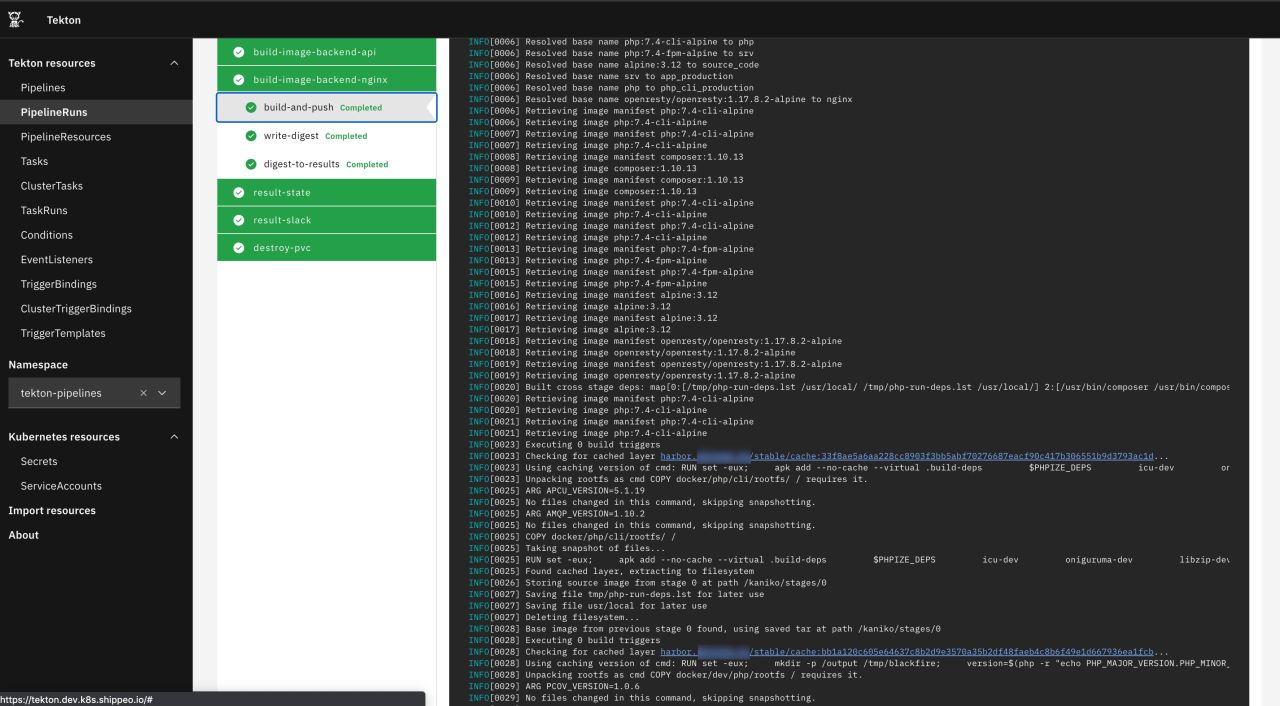 Tekton
Tekton resources
Pipelines
PipelineRuns
PipelineResources
Tasks
ClusterTasks
TaskRuns
Conditions
EventListeners
TriggerBindings
ClusterTriggerBindings
TriggerTemplates
Namespace
tekton-pipelines
Kubernetes resources
Secrets
ServiceAccounts
Import resources
About
https://tekton.dev.k8s.shippeo.io/#
build-image-backend-api
build-image-backend-nginx
build-and-push Completed
write-digest Completed
digest-to-results Completed
result-state
result-slack
destroy-pvc
INFO[0006] Resolved base name php:7.4-cli-alpine to php
INFO[0006] Resolved base name php:7.4-fpm-alpine to srv
INFO[0006] Resolved base name alpine:3.12 to source_code
INFO[0006] Resolved base name srv to app_production
INFO[0006] Resolved base name php to php_cli_production
INFO[0006] Resolved base name openresty/openresty:1.17.8.2-alpine to nginx
INFO[0006] Retrieving image manifest php:7.4-cli-alpine
INFO[0006] Retrieving image php:7.4-cli-alpine
INFO[0007] Retrieving image manifest php:7.4-cli-alpine
INFO[0007] Retrieving image php:7.4-cli-alpine
INFO[0008] Retrieving image manifest composer:1.10.13
INFO[0008] Retrieving image composer:1.10.13
INFO[0009] Retrieving image manifest composer:1.10.13
INFO[0009] Retrieving image composer:1.10.13
INFO[0010] Retrieving image manifest php:7.4-cli-alpine
INFO[0010] Retrieving image php:7.4-cli-alpine
INFO[0012] Retrieving image manifest php:7.4-cli-alpine
INFO[0012] Retrieving image php:7.4-cli-alpine
INFO[0013] Retrieving image manifest php:7.4-fpm-alpine
INFO[0013] Retrieving image php:7.4-fpm-alpine
INFO[0015] Retrieving image manifest php:7.4-fpm-alpine
INFO[0015] Retrieving image php:7.4-fpm-alpine
INFO[0016] Retrieving image manifest alpine:3.12
INFO[0016] Retrieving image alpine:3.12
INFO[0017] Retrieving image manifest alpine:3.12
INFO[0017] Retrieving image alpine:3.12
INFO[0018] Retrieving image manifest openresty/openresty:1.17.8.2-alpine
INFO[0018] Retrieving image openresty/openresty:1.17.8.2-alpine
INFO[0019] Retrieving image manifest openresty/openresty:1.17.8.2-alpine
INFO[0019] Retrieving image openresty/openresty:1.17.8.2-alpine
INFO[0020] Built cross stage deps: map[0:[/tmp/php-run-deps.lst /usr/local/ /tmp/php-run-deps.lst /usr/local/] 2:[/usr/bin/composer /usr/bin/compos
INFO[0020] Retrieving image manifest php:7.4-cli-alpine
INFO[0020] Retrieving image php:7.4-cli-alpine
INFO[0021] Retrieving image manifest php:7.4-cli-alpine
INFO[0021] Retrieving image php:7.4-cli-alpine
INFO[0023] Executing 0 build triggers
INFO[0023] Checking for cached layer harbor. /stable/cache:33f8ae5a6aa228cc8903f3bb5abf70276687eacf90c417b306551b9d3793ac1d...
INFO[0023] Using caching version of cmd: RUN set -eux; apk add --no-cache --virtual .build-deps $PHPIZE_DEPS icu-dev on
INFO[0023] Unpacking rootfs as cmd COPY docker/php/cli/rootfs/ / requires it.
INFO[0025] ARG APCU_VERSION=5.1.19
INFO[0025] No files changed in this command, skipping snapshotting.
INFO[0025] ARG AMQP_VERSION=1.10.2
INFO[0025] No files changed in this command, skipping snapshotting.
INFO[0025] COPY docker/php/cli/rootfs/ /
INFO[0025] Taking snapshot of files...
INFO[0025] RUN set -eux; apk add --no-cache --virtual .build-deps $PHPIZE_DEPS icu-dev oniguruma-dev libzip-dev
INFO[0025] Found cached layer, extracting to filesystem
INFO[0026] Storing source image from stage 0 at path /kaniko/stages/0
INFO[0027] Saving file tmp/php-run-deps.lst for later use
INFO[0027] Saving file usr/local for later use
INFO[0027] Deleting filesystem...
INFO[0028] Base image from previous stage 0 found, using saved tar at path /kaniko/stages/0
INFO[0028] Executing 0 build triggers
INFO[0028] Checking for cached layer harbor. /stable/cache:bb1a120c605e64637c8b2d9e3570a35b2df48faeb4c8b6f49e1d667936ea1fcb...
INFO[0028] Using caching version of cmd: RUN set -eux; mkdir -p /output /tmp/blackfire; version=$(php -r "echo PHP_MAJOR_VERSION.PHP_MINOR_
INFO[0028] Unpacking rootfs as cmd COPY docker/dev/php/rootfs / requires it.
INFO[0029] ARG PCOV_VERSION=1.0.6
INFO[0029] No files changed in this command, skipping snapshotting.